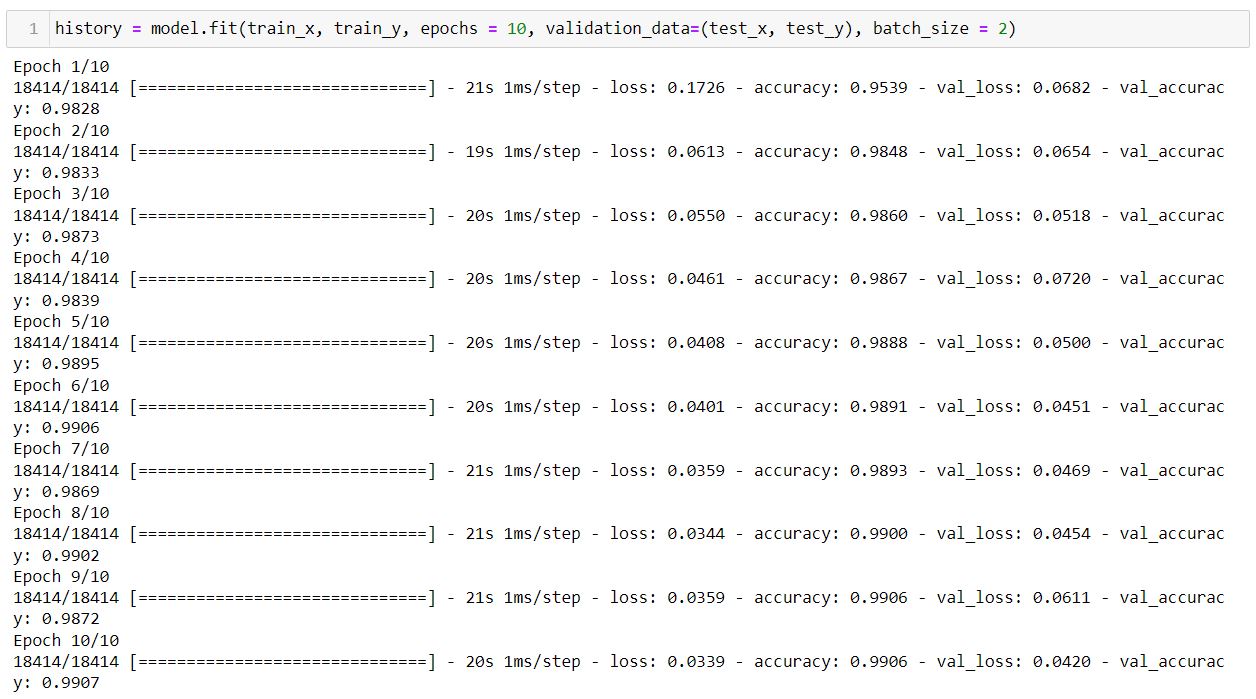 1 history = model.fit(train_x, train_y, epochs = 10, validation_data=(test_x, test_y), batch_size = 2)
Epoch 1/10
18414/18414 [==============================] - 21s 1ms/step - loss: 0.1726 - accuracy: 0.9539 - val_loss: 0.0682 - val_accurac
y: 0.9828
Epoch 2/10
18414/18414 [==============================] - 19s 1ms/step - loss: 0.0613 - accuracy: 0.9848 - val_loss: 0.0654 - val_accurac
y: 0.9833
Epoch 3/10
18414/18414 [==============================] - 20s 1ms/step - loss: 0.0550 - accuracy: 0.9860 - val_loss: 0.0518 - val_accurac
y: 0.9873
Epoch 4/10
18414/18414 [==============================] - 20s 1ms/step - loss: 0.0461 - accuracy: 0.9867 - val_loss: 0.0720 - val_accurac
y: 0.9839
Epoch 5/10
18414/18414 [==============================] - 20s 1ms/step - loss: 0.0408 - accuracy: 0.9888 - val_loss: 0.0500 - val_accurac
y: 0.9895
Epoch 6/10
18414/18414 [==============================] - 20s 1ms/step - loss: 0.0401 - accuracy: 0.9891 - val_loss: 0.0451 - val_accurac
y: 0.9906
Epoch 7/10
18414/18414 [==============================] - 21s 1ms/step - loss: 0.0359 - accuracy: 0.9893 - val_loss: 0.0469 - val_accurac
y: 0.9869
Epoch 8/10
18414/18414 [==============================] - 21s 1ms/step - loss: 0.0344 - accuracy: 0.9900 - val_loss: 0.0454 - val_accurac
y: 0.9902
Epoch 9/10
18414/18414 [==============================] - 21s 1ms/step - loss: 0.0359 - accuracy: 0.9906 - val_loss: 0.0611 - val_accurac
y: 0.9872
Epoch 10/10
18414/18414 [==============================] - 20s 1ms/step - loss: 0.0339 - accuracy: 0.9906 - val_loss: 0.0420 - val_accurac
y: 0.9907